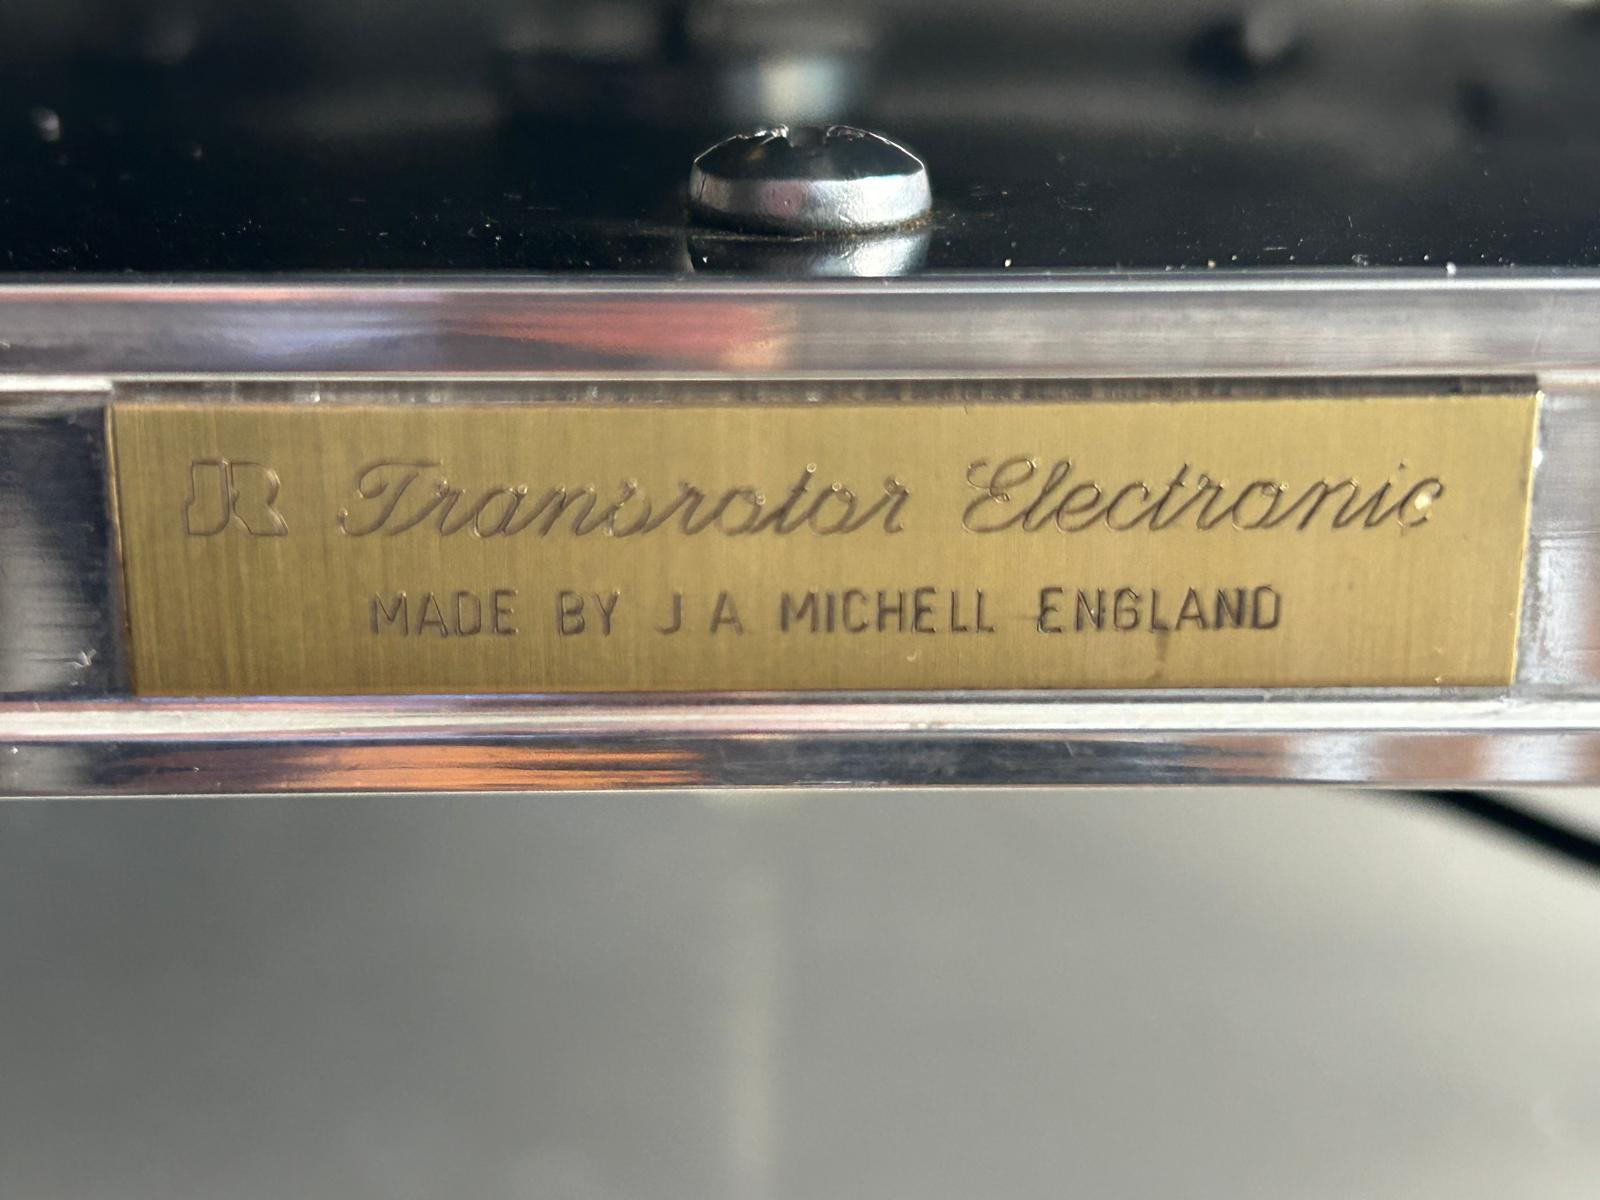 JR Transrotor Electronic
MADE BY J A MICHELL ENGLAND